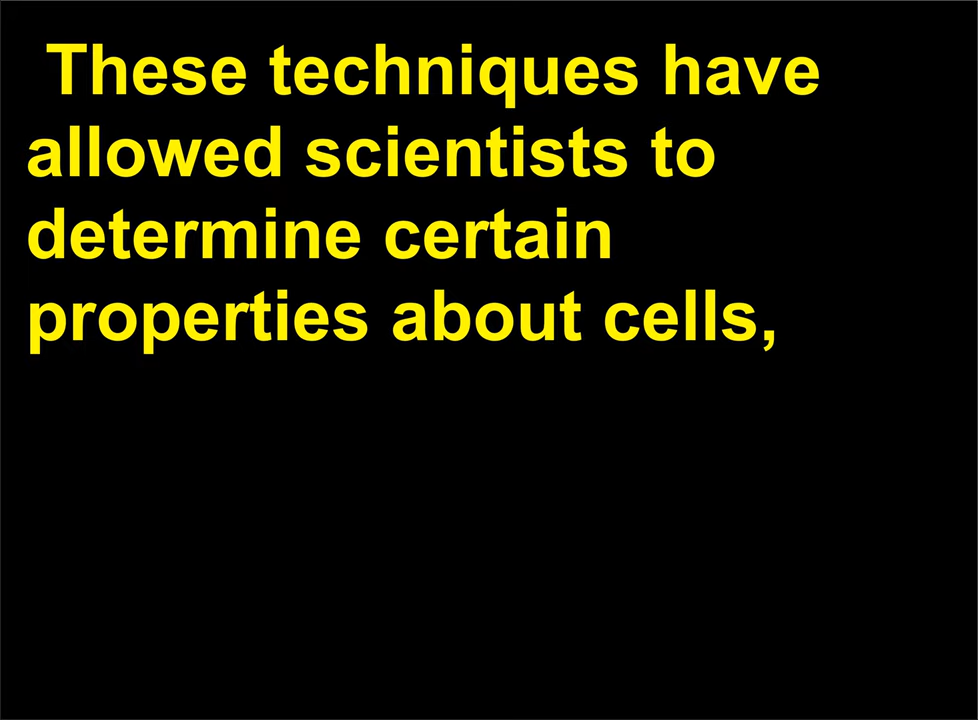 These techniques have
allowed scientists to
determine certain
properties about cells,